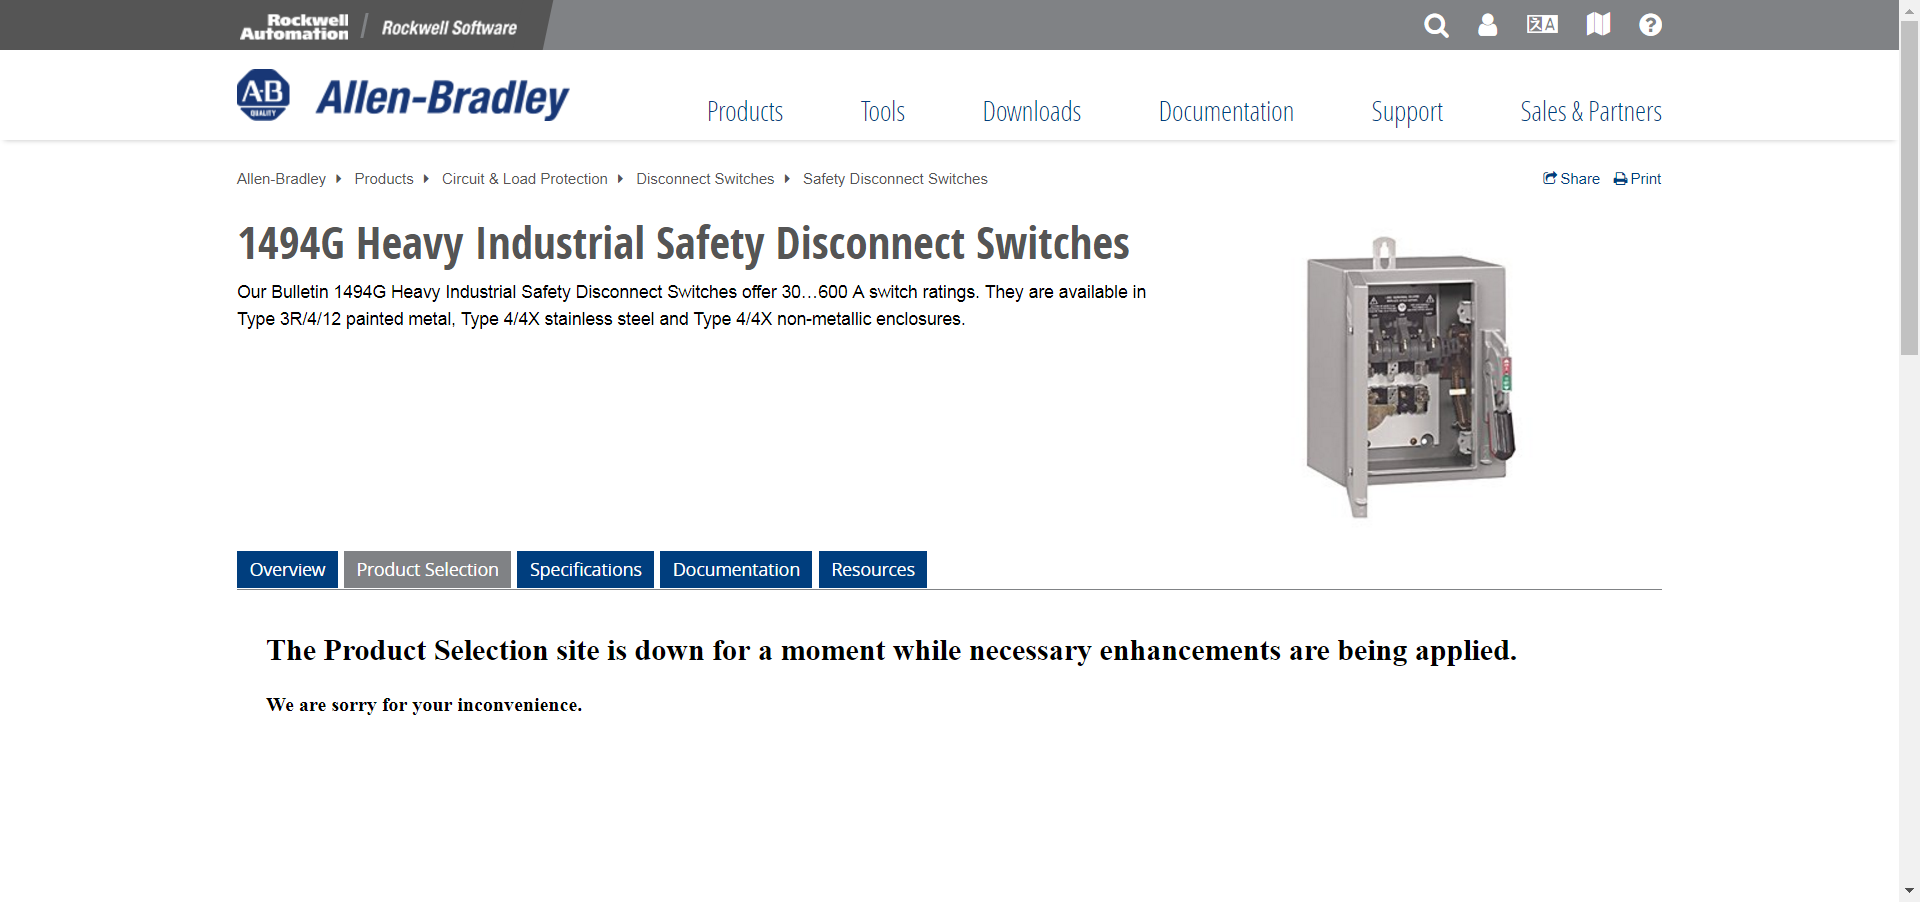 Rockwell Automation
Rockwell Software
A
A-B QUALITY
Allen-Bradley
Products
Tools
Downloads
Documentation
Support
Sales & Partners
Allen-Bradley
Products
Circuit & Load Protection
Disconnect Switches
Safety Disconnect Switches
Share
Print
1494G Heavy Industrial Safety Disconnect Switches
Our Bulletin 1494G Heavy Industrial Safety Disconnect Switches offer 30…600 A switch ratings. They are available in
Type 3R/4/12 painted metal, Type 4/4X stainless steel and Type 4/4X non-metallic enclosures.
Overview
Product Selection
Specifications
Documentation
Resources
The Product Selection site is down for a moment while necessary enhancements are being applied.
We are sorry for your inconvenience.